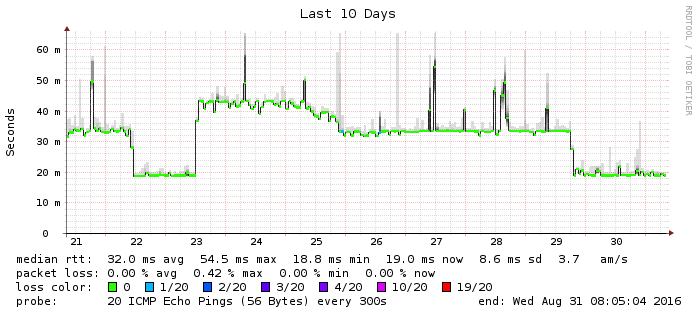 Last 10 Days
RRDTOOL / TOBI OETIKER
Seconds
60 m
50 m
40 m
30 m
20 m
10 m
0
21 22 23 24 25 26 27 28 29 30
median rtt: 32.0 ms avg 54.5 ms max 18.8 ms min 19.0 ms now 8.6 ms sd 3.7 am/s
packet loss: 0.00 % avg 0.42 % max 0.00 % min 0.00 % now
loss color: 0 1/20 2/20 3/20 4/20 10/20 19/20
probe: 20 ICMP Echo Pings (56 Bytes) every 300s end: Wed Aug 31 08:05:04 2016